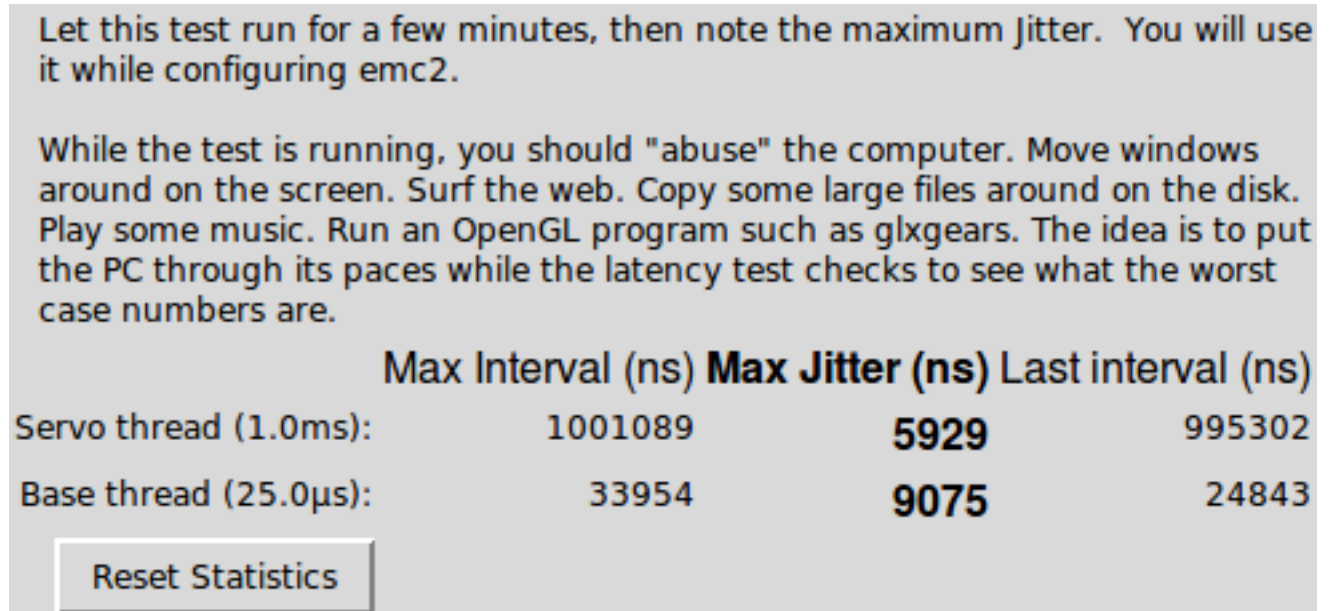 Let this test run for a few minutes, then note the maximum Jitter.  You will use
it while configuring emc2.
While the test is running, you should "abuse" the computer. Move windows
around on the screen. Surf the web. Copy some large files around on the disk.
Play some music. Run an OpenGL program such as glxgears. The idea is to put
the PC through its paces while the latency test checks to see what the worst
case numbers are.
Max Interval (ns) Max Jitter (ns) Last interval (ns)
Servo thread (1.0ms): 1001089 5929 995302
Base thread (25.0µs): 33954 9075 24843
Reset Statistics